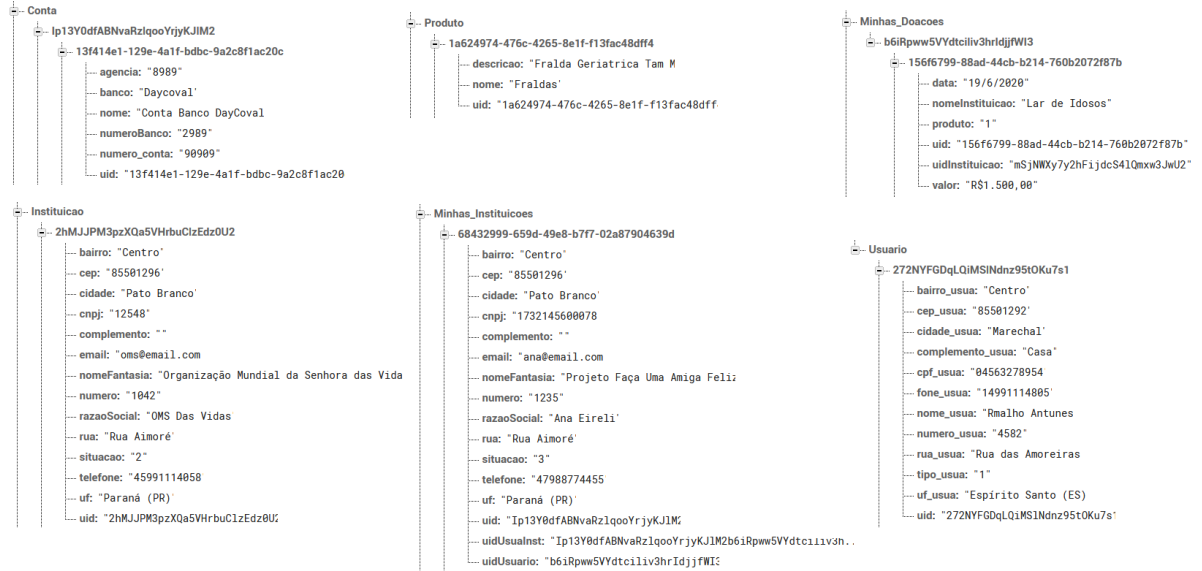 Conta
Ip13Y0dfABNvaRzlqooYrjyKJlM2
13f414e1-129e-4a1f-bdbc-9a2c8f1ac20c
agencia: "8989"
banco: "Daycoval"
nome: "Conta Banco DayCoval
numeroBanco: "2989"
numero_conta: "90909"
uid: "13f414e1-129e-4a1f-bdbc-9a2c8f1ac20
Produto
1a624974-476c-4265-8e1f-f13fac48dff4
descricao: "Fralda Geriatrica Tam M
nome: "Fraldas"
uid: "1a624974-476c-4265-8e1f-f13fac48dff
Minhas_Doacoes
b6iRpww5VYdtciliv3hrIdjjfWI3
156f6799-88ad-44cb-b214-760b2072f87b
data: "19/6/2020"
nomeInstituicao: "Lar de Idosos"
produto: "1"
uid: "156f6799-88ad-44cb-b214-760b2072f87b"
uidInstituicao: "mSjNWXy7y2hFijdcS4lQmxw3JwU2"
valor: "R$1.500,00"
Instituicao
2hMJJPM3pzXQa5VHrbuClzEdz0U2
bairro: "Centro"
cep: "85501296"
cidade: "Pato Branco"
cnpj: "12548"
complemento: ""
email: "oms@email.com
nomeFantasia: "Organização Mundial da Senhora das Vida
numero: "1042"
razaoSocial: "OMS Das Vidas
rua: "Rua Aimoré"
situacao: "2"
telefone: "45991114058
uf: "Paraná (PR)
uid: "2hMJJPM3pzXQa5VHrbuClzEdz0U2
Minhas_Instituicoes
68432999-659d-49e8-b7f7-02a87904639d
bairro: "Centro"
cep: "85501296"
cidade: "Pato Branco"
cnpj: "1732145600078
complemento: ""
email: "ana@email.com
nomeFantasia: "Projeto Faça Uma Amiga Feliz
numero: "1235"
razaoSocial: "Ana Eireli"
rua: "Rua Aimoré"
situacao: "3"
telefone: "47988774455
uf: "Paraná (PR)"
uid: "Ip13Y0dfABNvaRzlqooYrjyKJlM2
uidUsuaInst: "Ip13Y0dfABNvaRzlqooYrjyKJlM2b6iRpww5VYdtciliv3h..
uidUsuario: "b6iRpww5VYdtciliv3hrIdjjfWI3
Usuario
272NYFGDqLQiMSlNdnz95tOKu7s1
bairro_usua: "Centro"
cep_usua: "85501292"
cidade_usua: "Marechal"
complemento_usua: "Casa"
cpf_usua: "04563278954
fone_usua: "14991114805"
nome_usua: "Rmalho Antunes
numero_usua: "4582"
rua_usua: "Rua das Amoreiras
tipo_usua: "1"
uf_usua: "Espírito Santo (ES)
uid: "272NYFGDqLQiMSlNdnz95tOKu7s1